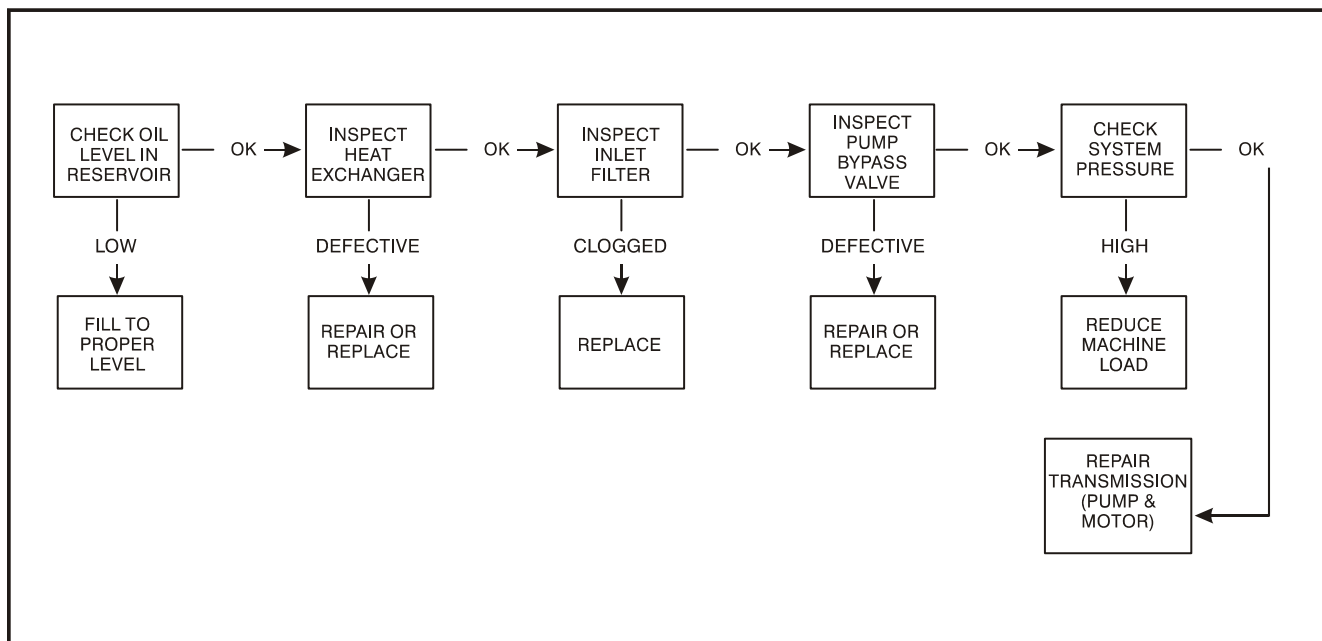 CHECK OIL
LEVEL IN
RESERVOIR
OK
INSPECT
HEAT
EXCHANGER
OK
INSPECT
INLET
FILTER
OK
INSPECT
PUMP
BYPASS
VALVE
OK
CHECK
SYSTEM
PRESSURE
OK
LOW
DEFECTIVE
CLOGGED
DEFECTIVE
HIGH
FILL TO
PROPER
LEVEL
REPAIR OR
REPLACE
REPLACE
REPAIR OR
REPLACE
REDUCE
MACHINE
LOAD
REPAIR
TRANSMISSION
(PUMP &
MOTOR)